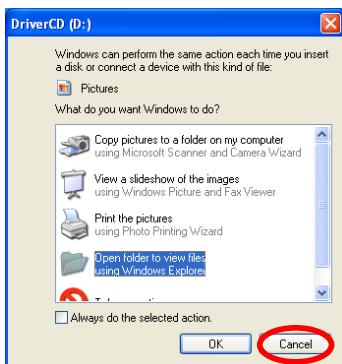 DriverCD (D:)
Windows can perform the same action each time you insert
a disk or connect a device with this kind of file:
Pictures
What do you want Windows to do?
Copy pictures to a folder on my computer
using Microsoft Scanner and Camera Wizard
View a slideshow of the images
using Windows Picture and Fax Viewer
Print the pictures
using Photo Printing Wizard
Open folder to view files
using Windows Explorer
Always do the selected action.
OK
Cancel